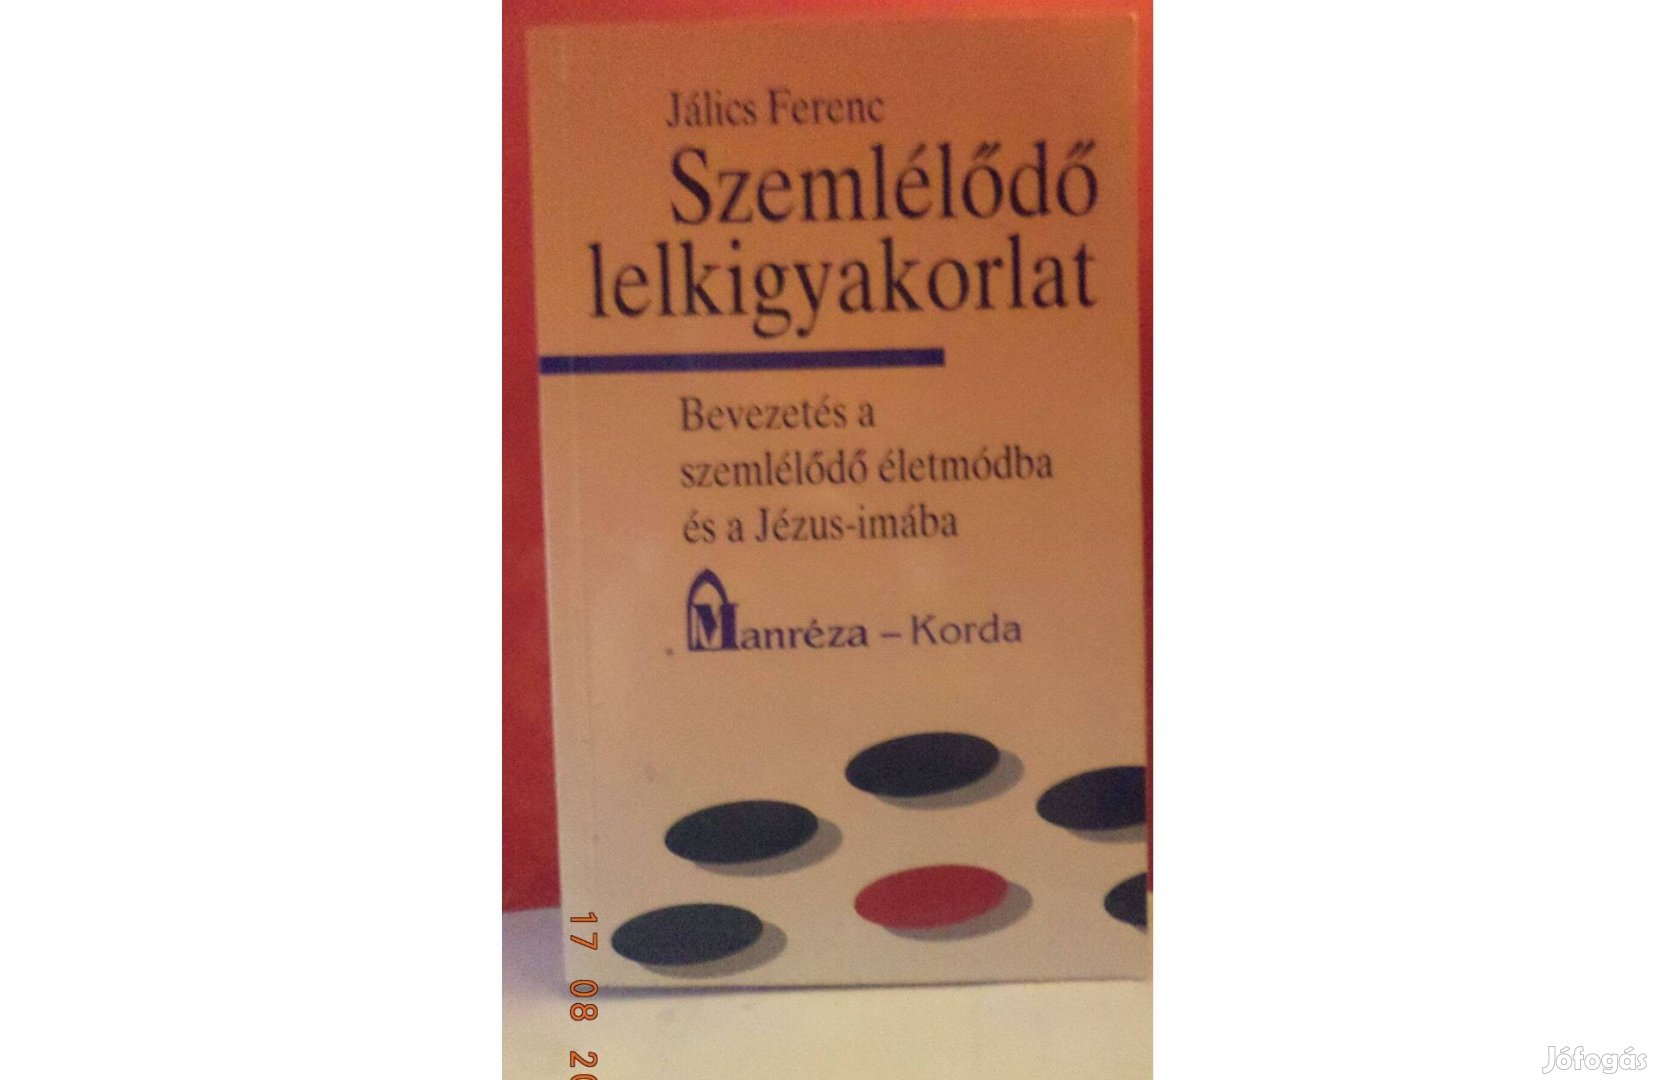 Jálics Ferenc
Szemlélődő
lelkigyakorlat
Bevezetés a
szemlélődő életmódba
és a Jézus-imába
Manréza – Korda
17 08 20
Jófogás